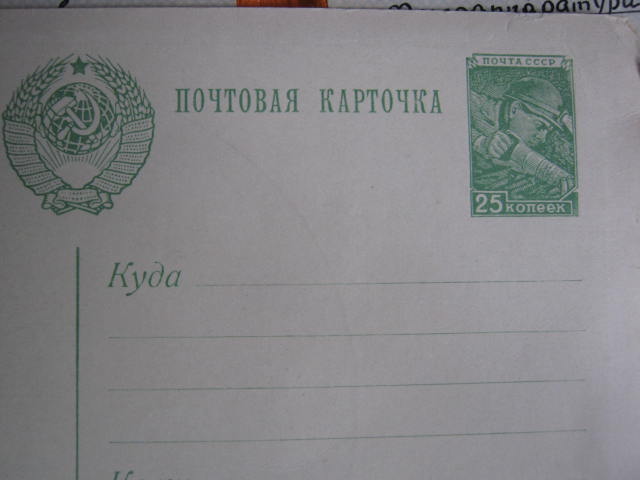 ПОЧТОВАЯ КАРТОЧКА
ПОЧТА СССР
25 копеек
Куда